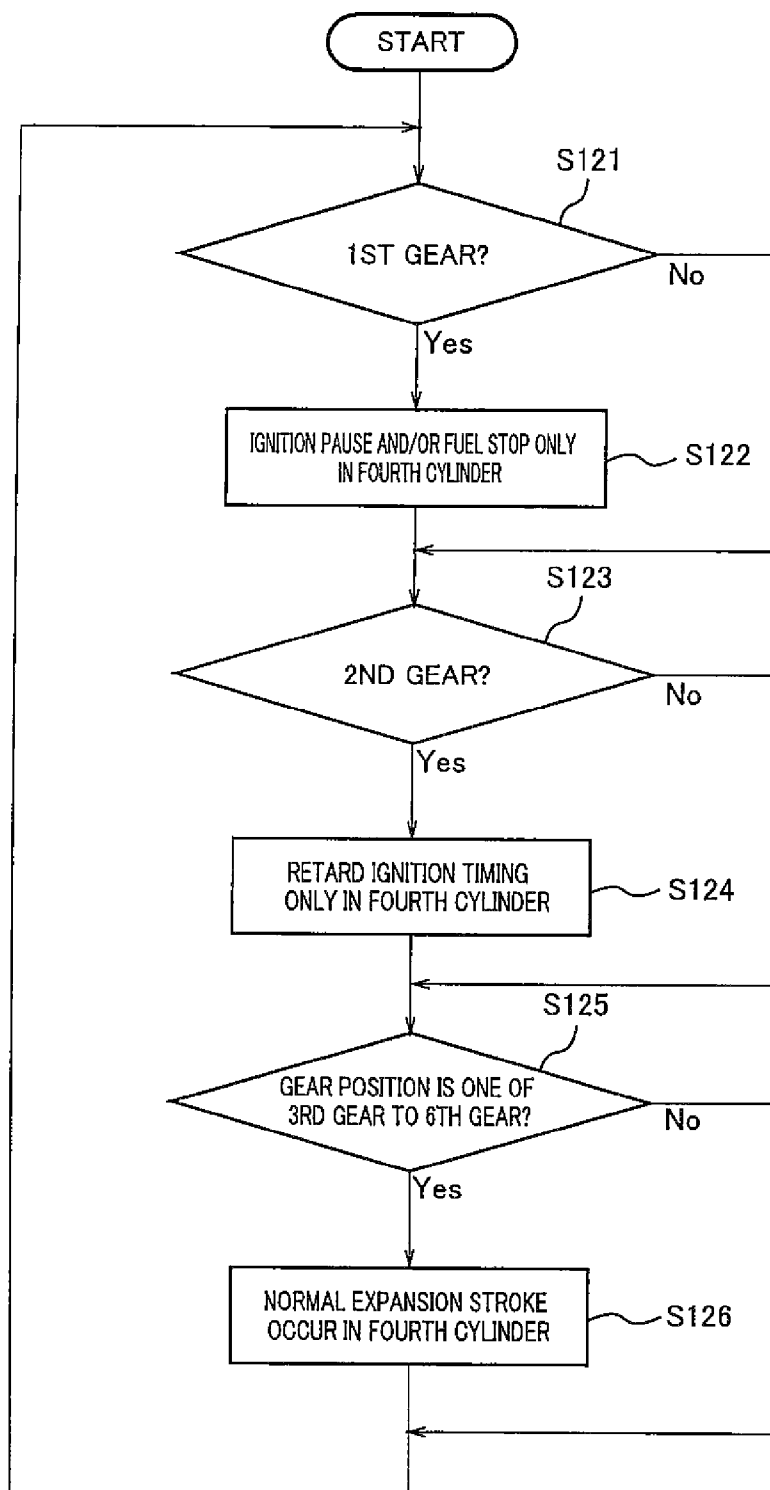 START
S121
1ST GEAR?
No
Yes
IGNITION PAUSE AND/OR FUEL STOP ONLY
IN FOURTH CYLINDER
S122
S123
2ND GEAR?
No
Yes
RETARD IGNITION TIMING
ONLY IN FOURTH CYLINDER
S124
S125
GEAR POSITION IS ONE OF
3RD GEAR TO 6TH GEAR?
No
Yes
NORMAL EXPANSION STROKE
OCCUR IN FOURTH CYLINDER
S126